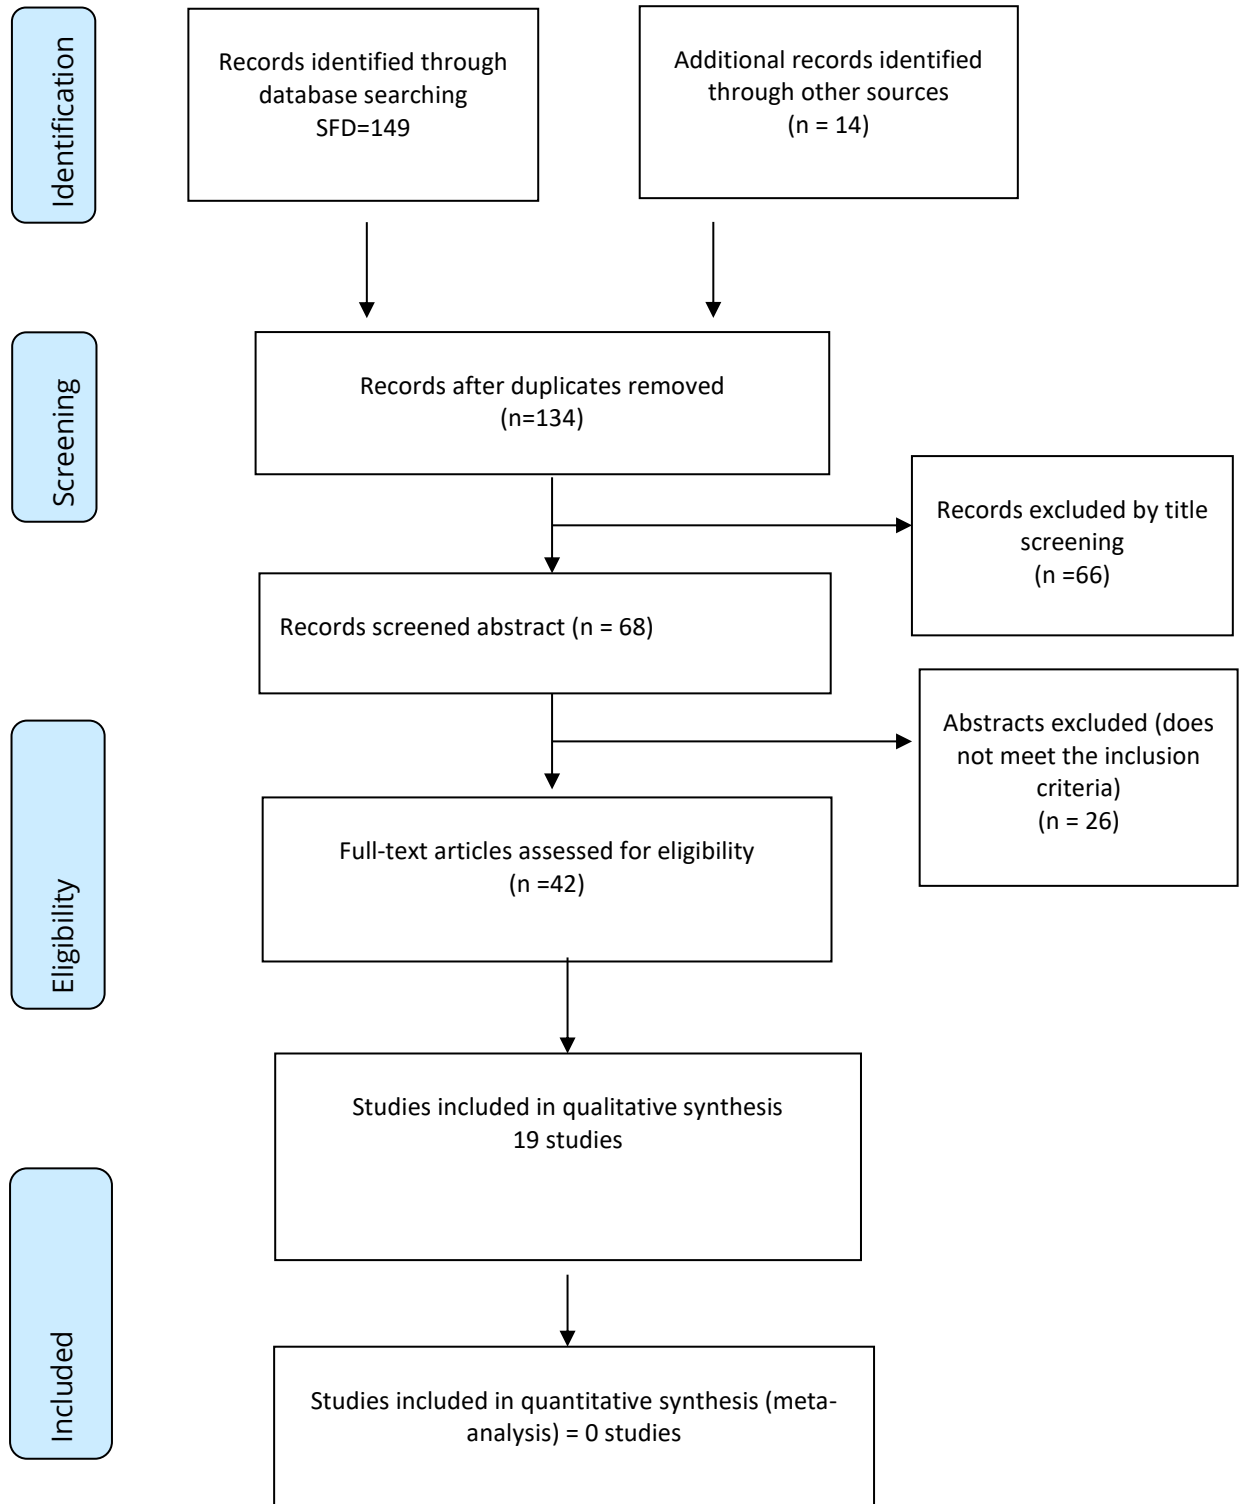 Identification
Records identified through
database searching
SFD=149
Additional records identified
through other sources
(n = 14)
Screening
Records after duplicates removed
(n=134)
Records excluded by title
screening
(n =66)
Records screened abstract (n = 68)
Abstracts excluded (does
not meet the inclusion
criteria)
(n = 26)
Eligibility
Full-text articles assessed for eligibility
(n =42)
Studies included in qualitative synthesis
19 studies
Included
Studies included in quantitative synthesis (meta-
analysis) = 0 studies